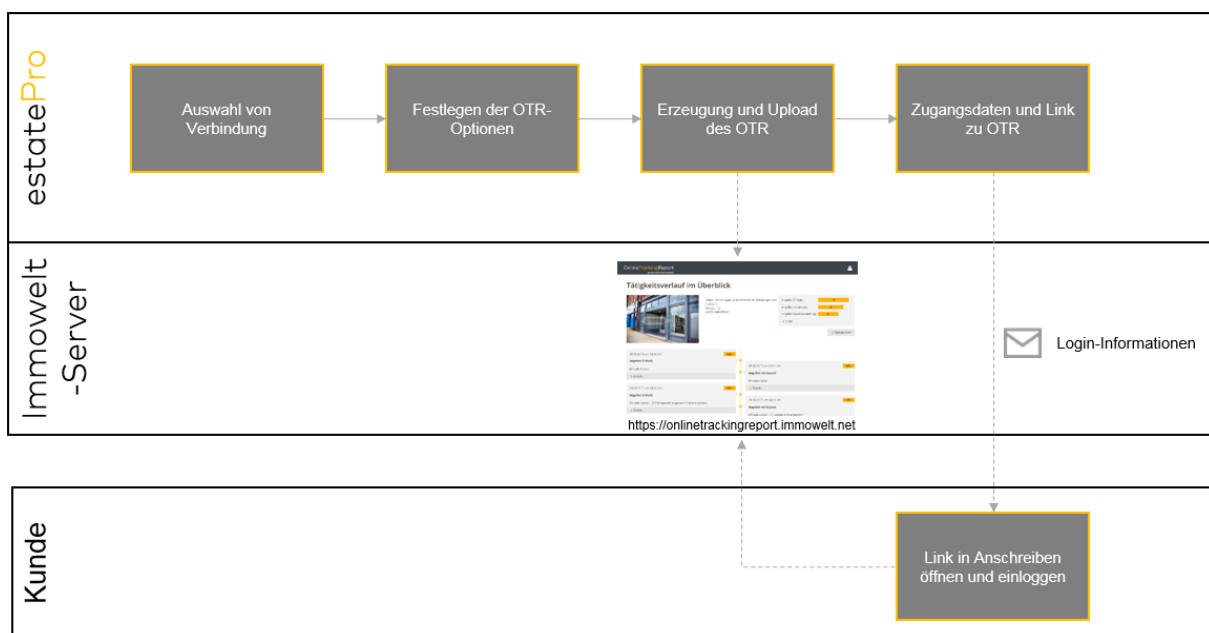 estatePro
Auswahl von
Verbindung
Festlegen der OTR-
Optionen
Erzeugung und Upload
des OTR
Zugangsdaten und Link
zu OTR
Immowelt
-Server
OnlineTrackingReport
Tätigkeitsverlauf im Überblick
https://onlinetrackingreport.immowelt.net
Login-Informationen
Kunde
Link in Anschreiben
öffnen und einloggen